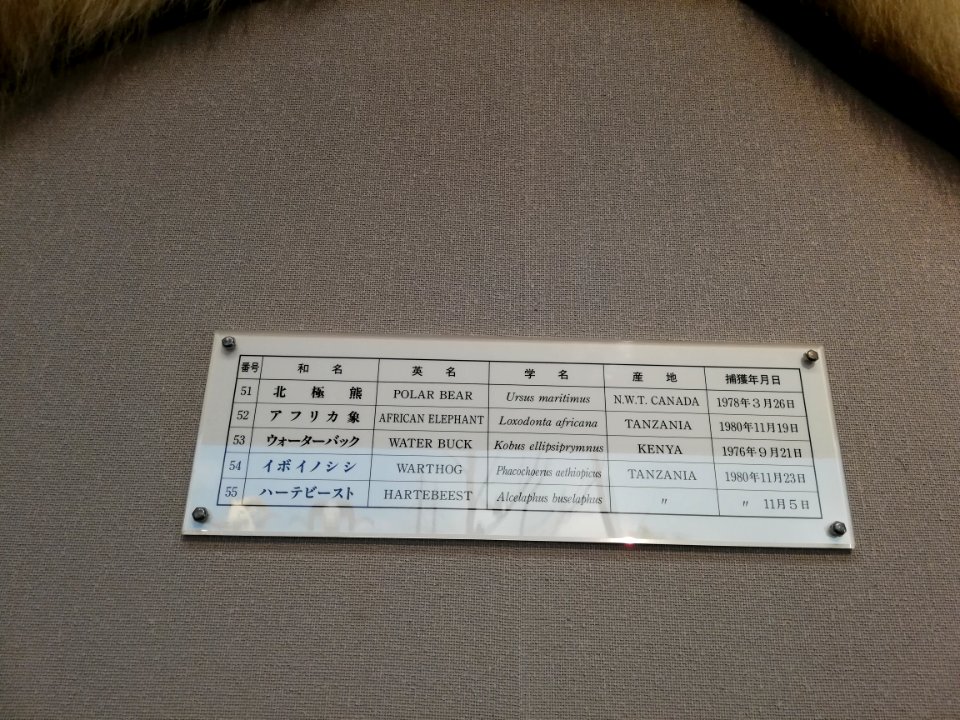 番号 和名 英名 学名 産地 捕獲年月日
51 北極熊 POLAR BEAR Ursus maritimus N.W.T. CANADA 1978年3月26日
52 アフリカ象 AFRICAN ELEPHANT Loxodonta africana TANZANIA 1980年11月19日
53 ウォーターバック WATER BUCK Kobus ellipsiprymnus KENYA 1976年9月21日
54 イボイノシシ WARTHOG Phacochoerus aethiopicus TANZANIA 1980年11月23日
55 ハーテビースト HARTEBEEST Alcelaphus buselaphus 〃 〃 11月5日